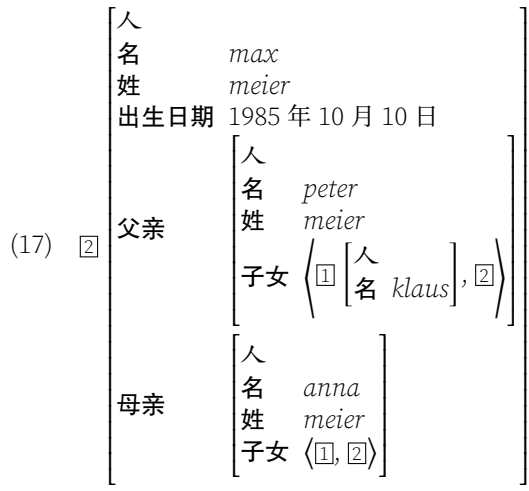 人
名 max
姓 meier
出生日期 1985 年 10 月 10 日
人
名 peter
姓 meier
(17) 2 父亲
子女 ⟨1 [人
名 klaus], 2⟩
人
名 anna
母亲
姓 meier
子女 ⟨1, 2⟩